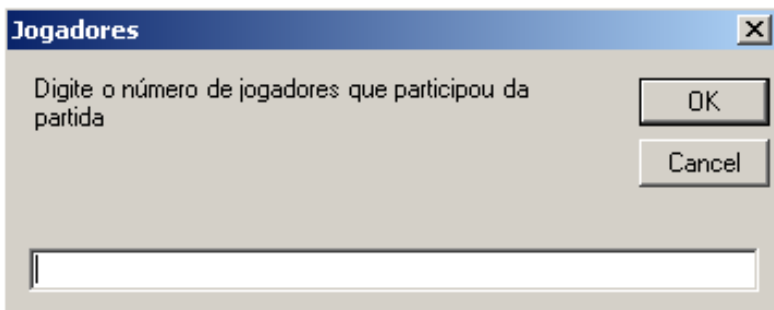 Jogadores
Digite o número de jogadores que participou da
partida
OK
Cancel